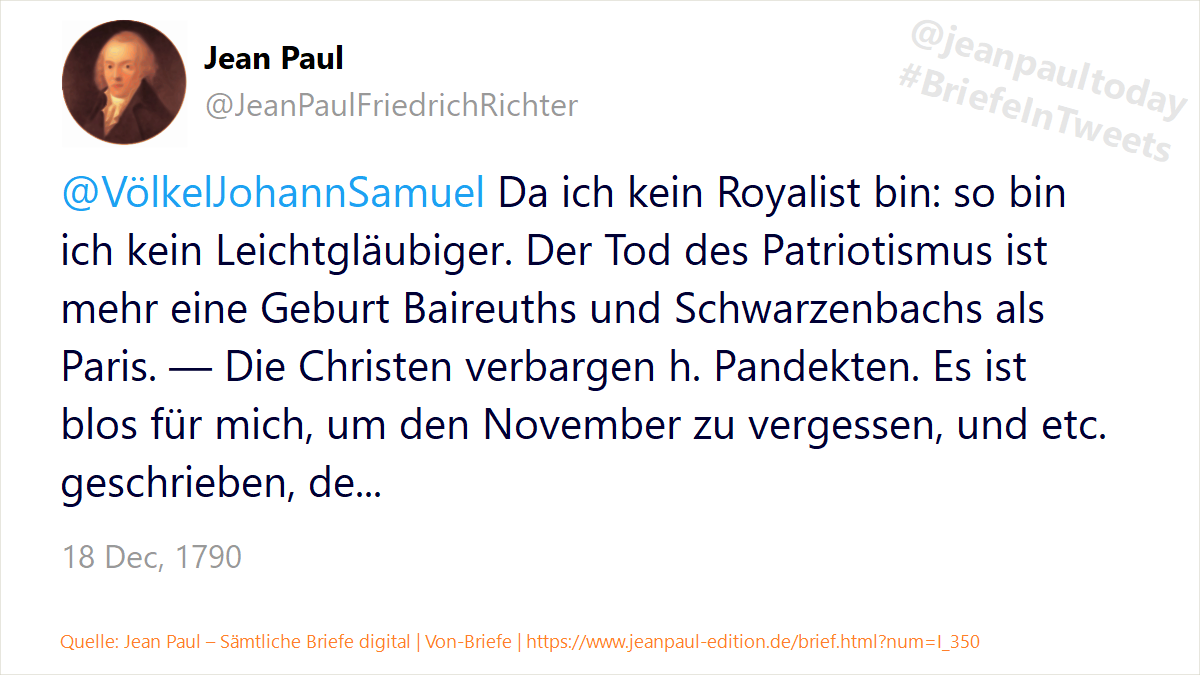 Jean Paul
@JeanPaulFriedrichRichter
@jeanpaultoday
#BriefeInTweets
@VölkelJohannSamuel Da ich kein Royalist bin: so bin
ich kein Leichtgläubiger. Der Tod des Patriotismus ist
mehr eine Geburt Baireuths und Schwarzenbachs als
Paris. — Die Christen verbargen h. Pandekten. Es ist
blos für mich, um den November zu vergessen, und etc.
geschrieben, de...
18 Dec, 1790
Quelle: Jean Paul – Sämtliche Briefe digital | Von-Briefe | https://www.jeanpaul-edition.de/brief.html?num=I_350